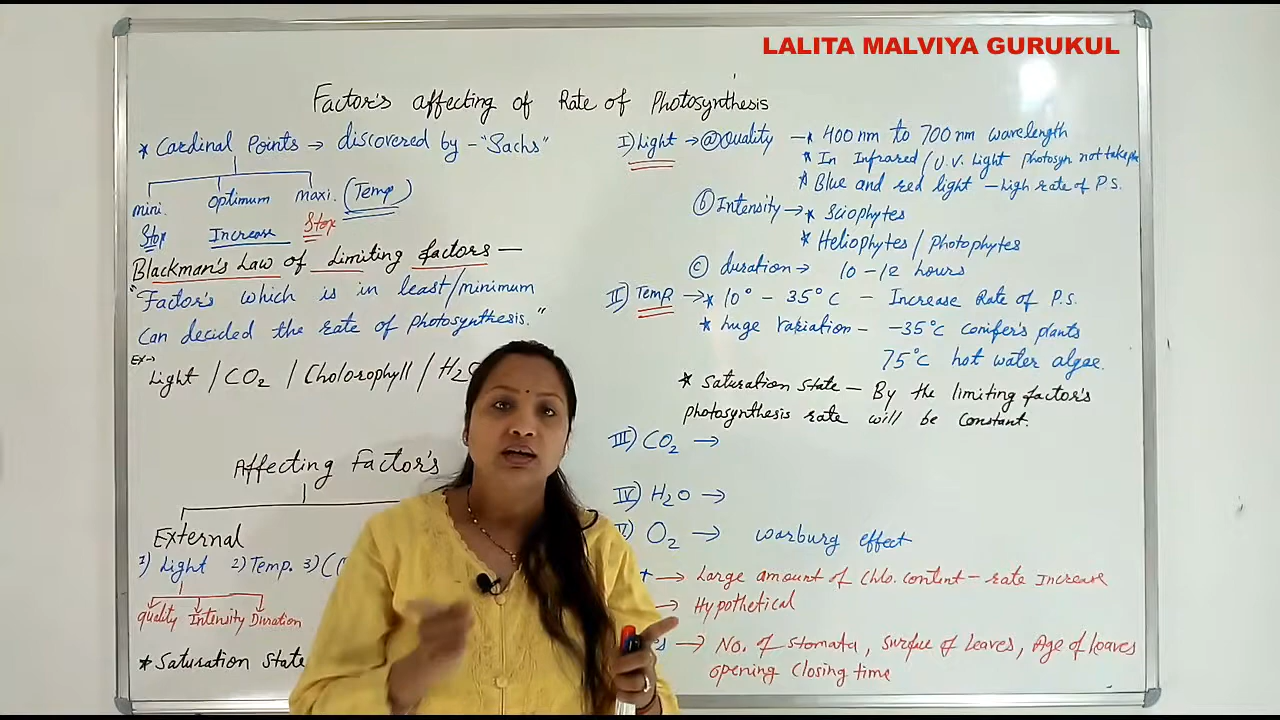 LALITA MALVIYA GURUKUL
Factor's affecting of Rate of Photosynthesis
* Cardinal Points → discovered by - "Sachs"
mini. optimum maxi. (Temp)
Stop Increase Stop
Blackman's Law of Limiting factors —
"Factor's which is in least/minimum
can decided the rate of photosynthesis."
Ex→
Light / CO2 / Cholorophyll / H2O
Affecting Factor's
External
1) Light 2) Temp. 3)
Quality Intensity Duration
* Saturation State
I) Light → ⓐ Quality — * 400nm to 700nm wavelength
* In Infrared / U.V. Light photosyn not take
* Blue and red light — high rate of P.S.
ⓑ Intensity → * Sciophytes
* Heliophytes / Photophytes
ⓒ duration → 10 - 12 hours
II) Temp → * 10° - 35°C — Increase Rate of P.S.
* huge variation - -35°C conifer's plants
75°C hot water algae.
* Saturation state — By the limiting factor's
photosynthesis rate will be constant.
III) CO2 →
IV) H2O →
O2 → warburg effect
→ Large amount of Chlo. content - rate Increase
→ Hypothetical
→ No. of stomata, Surface of Leaves, Age of leaves
opening closing time